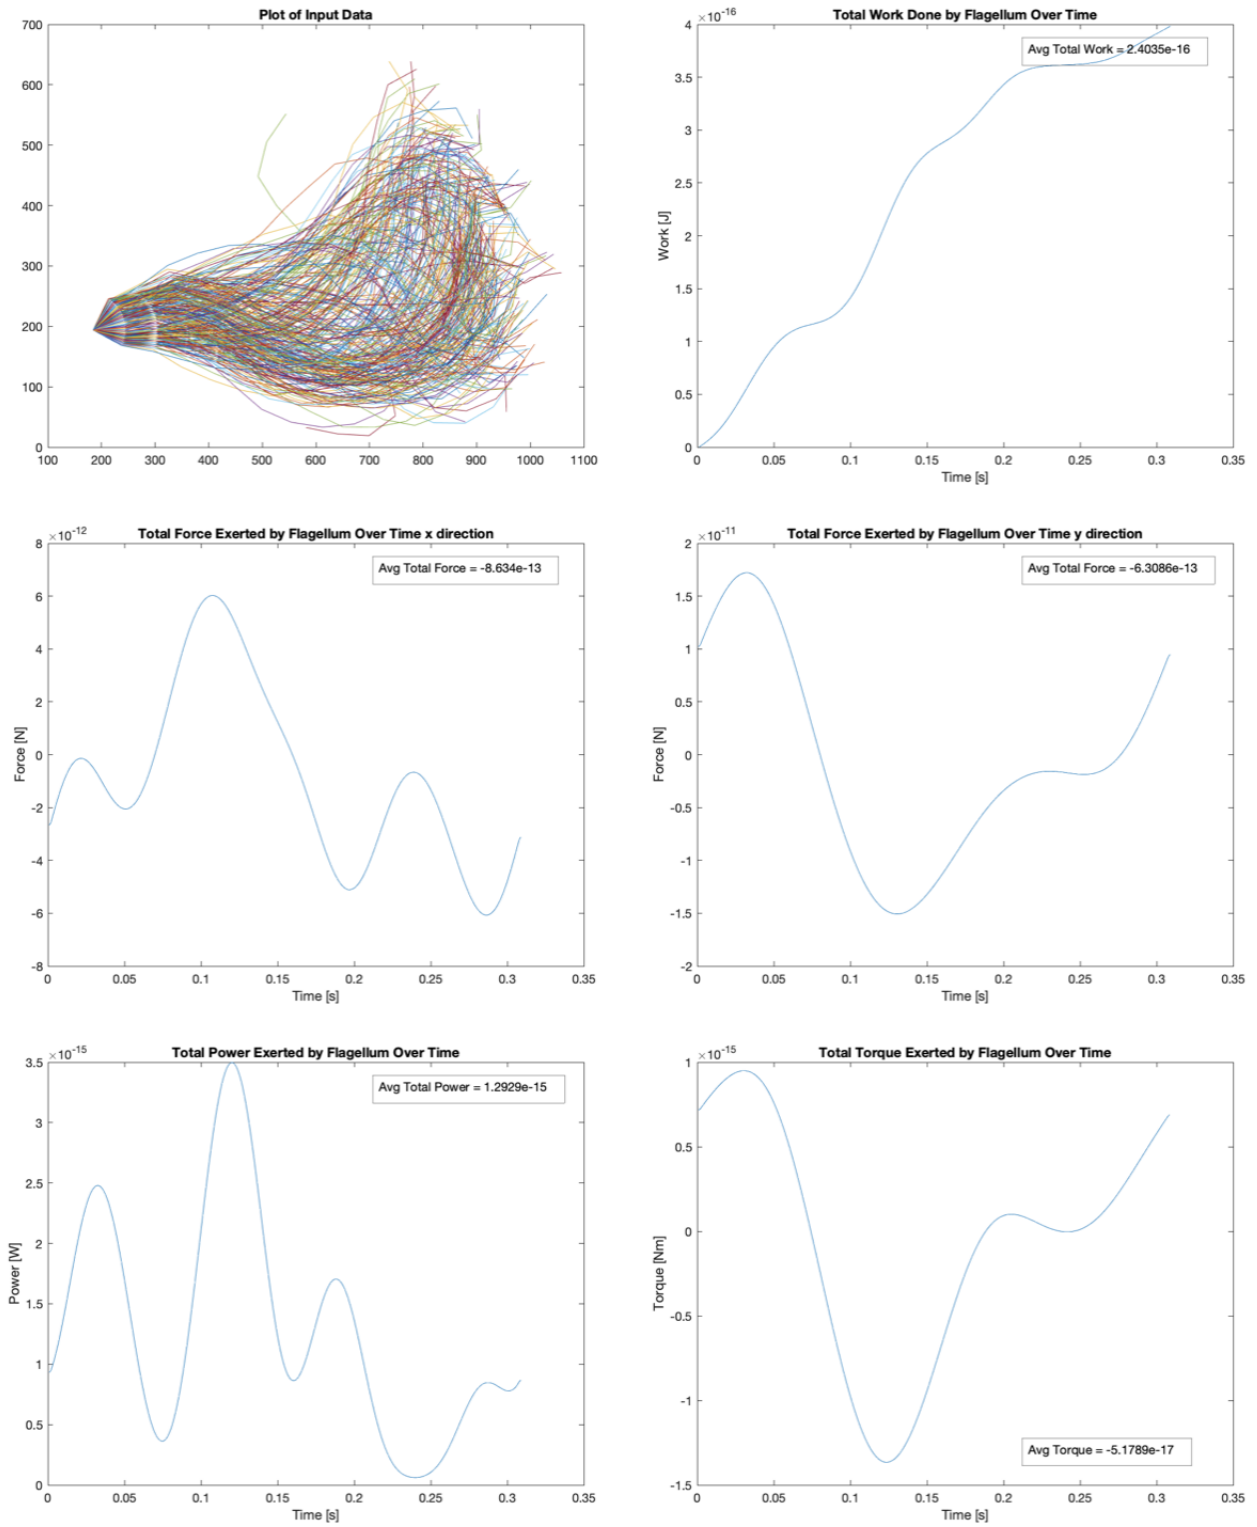 Plot of Input Data
700
600
500
400
300
200
100
0
100 200 300 400 500 600 700 800 900 1000 1100
Total Work Done by Flagellum Over Time
×10-16
Avg Total Work = 2.4035e-16
4
3.5
3
2.5
2
1.5
1
0.5
0
Work [J]
0 0.05 0.1 0.15 0.2 0.25 0.3 0.35
Time [s]
Total Force Exerted by Flagellum Over Time x direction
×10-12
Avg Total Force = -8.634e-13
8
6
4
2
0
-2
-4
-6
-8
Force [N]
0 0.05 0.1 0.15 0.2 0.25 0.3 0.35
Time [s]
Total Force Exerted by Flagellum Over Time y direction
×10-11
Avg Total Force = -6.3086e-13
2
1.5
1
0.5
0
-0.5
-1
-1.5
-2
Force [N]
0 0.05 0.1 0.15 0.2 0.25 0.3 0.35
Time [s]
Total Power Exerted by Flagellum Over Time
×10-15
Avg Total Power = 1.2929e-15
3.5
3
2.5
2
1.5
1
0.5
0
Power [W]
0 0.05 0.1 0.15 0.2 0.25 0.3 0.35
Time [s]
Total Torque Exerted by Flagellum Over Time
×10-15
1
0.5
0
-0.5
-1
-1.5
Torque [Nm]
Avg Torque = -5.1789e-17
0 0.05 0.1 0.15 0.2 0.25 0.3 0.35
Time [s]